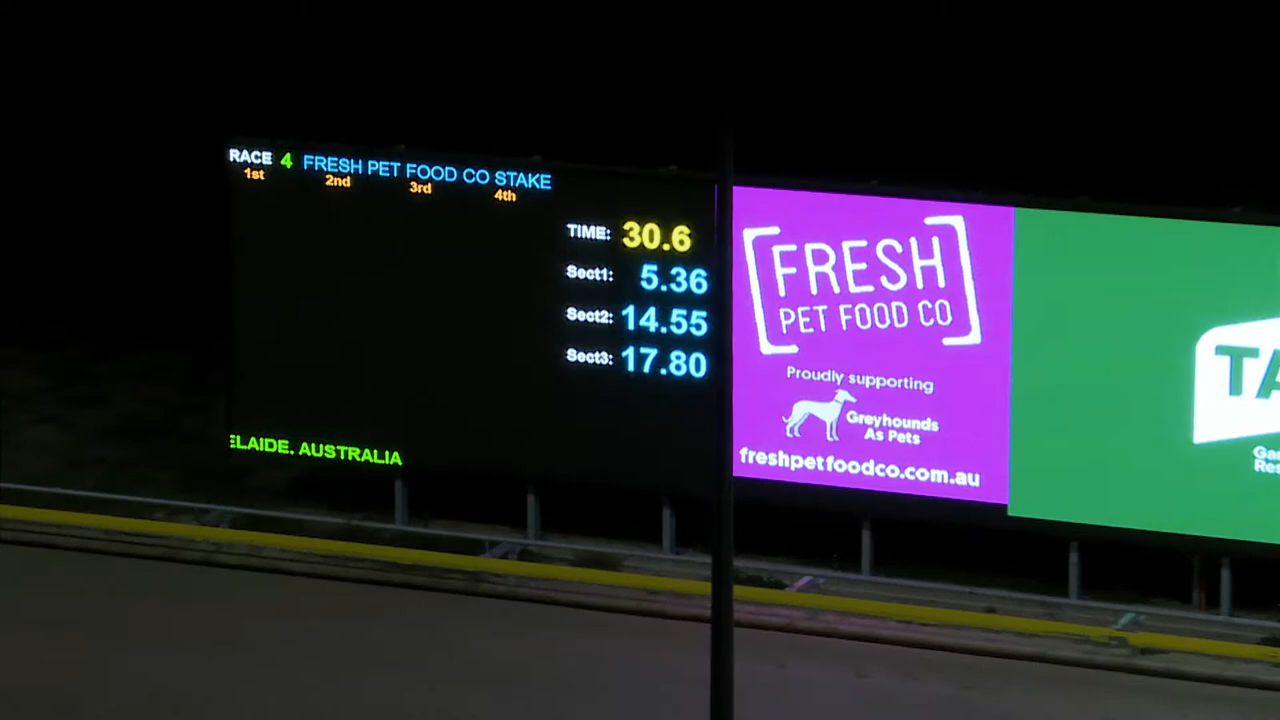 RACE 4 FRESH PET FOOD CO STAKE
1st 2nd 3rd 4th
TIME: 30.6
Sect1: 5.36
Sect2: 14.55
Sect3: 17.80
ELAIDE. AUSTRALIA
FRESH
PET FOOD CO
Proudly supporting
Greyhounds
As Pets
freshpetfoodco.com.au
TA
Ga
Res